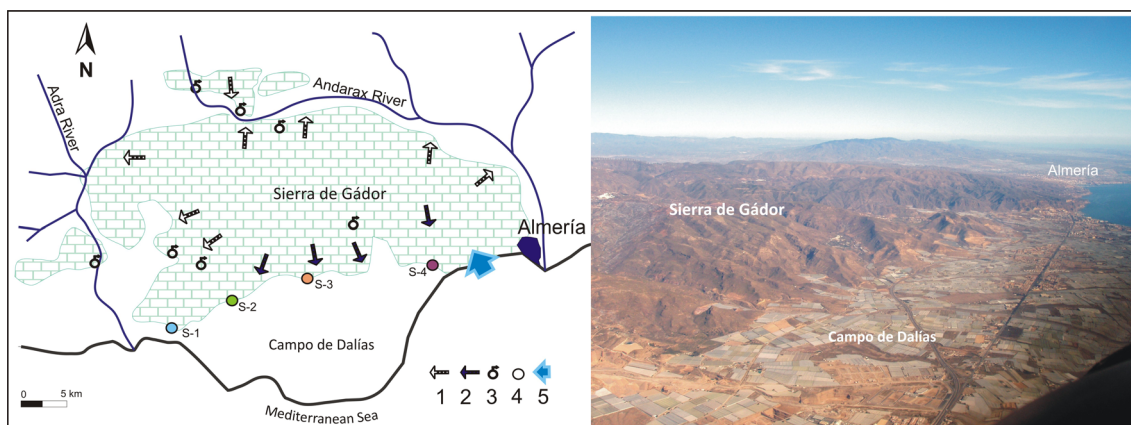 N
Adra River
Andarax River
Sierra de Gádor
Almería
S-1
S-2
S-3
S-4
Campo de Dalías
Mediterranean Sea
0 5 km
1 2 3 4 5
Almería
Sierra de Gádor
Campo de Dalías